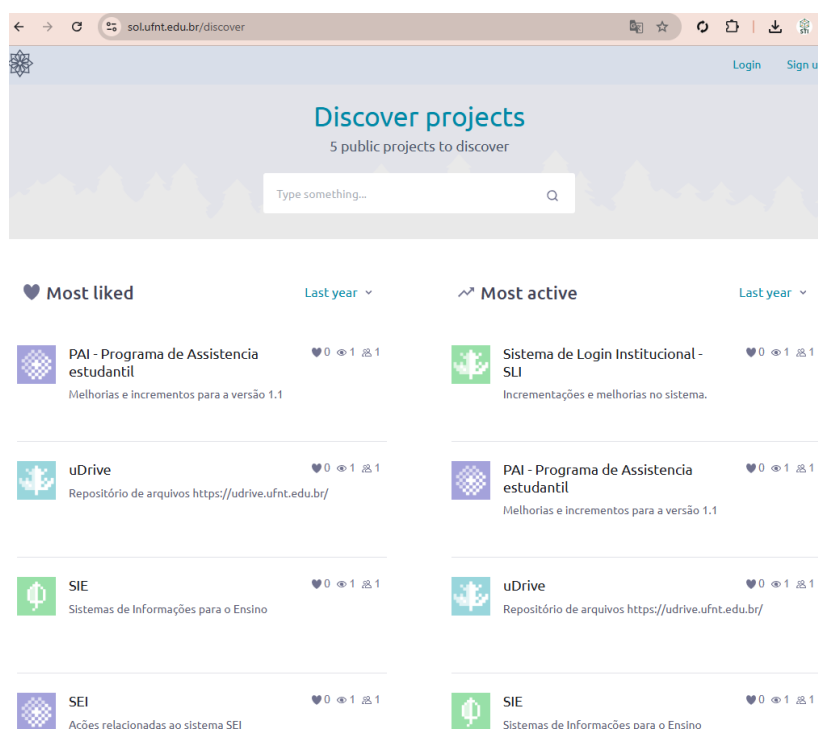 sol.ufnt.edu.br/discover
Login Sign u
Discover projects
5 public projects to discover
Type something...
Most liked
Last year
PAI - Programa de Assistencia
estudantil
0 1 1
Melhorias e incrementos para a versão 1.1
uDrive
0 1 1
Repositório de arquivos https://udrive.ufnt.edu.br/
SIE
0 1 1
Sistemas de Informações para o Ensino
SEI
0 1 1
Ações relacionadas ao sistema SEI
Most active
Last year
Sistema de Login Institucional -
SLI
0 1 1
Incrementações e melhorias no sistema.
PAI - Programa de Assistencia
estudantil
0 1 1
Melhorias e incrementos para a versão 1.1
uDrive
0 1 1
Repositório de arquivos https://udrive.ufnt.edu.br/
SIE
0 1 1
Sistemas de Informações para o Ensino